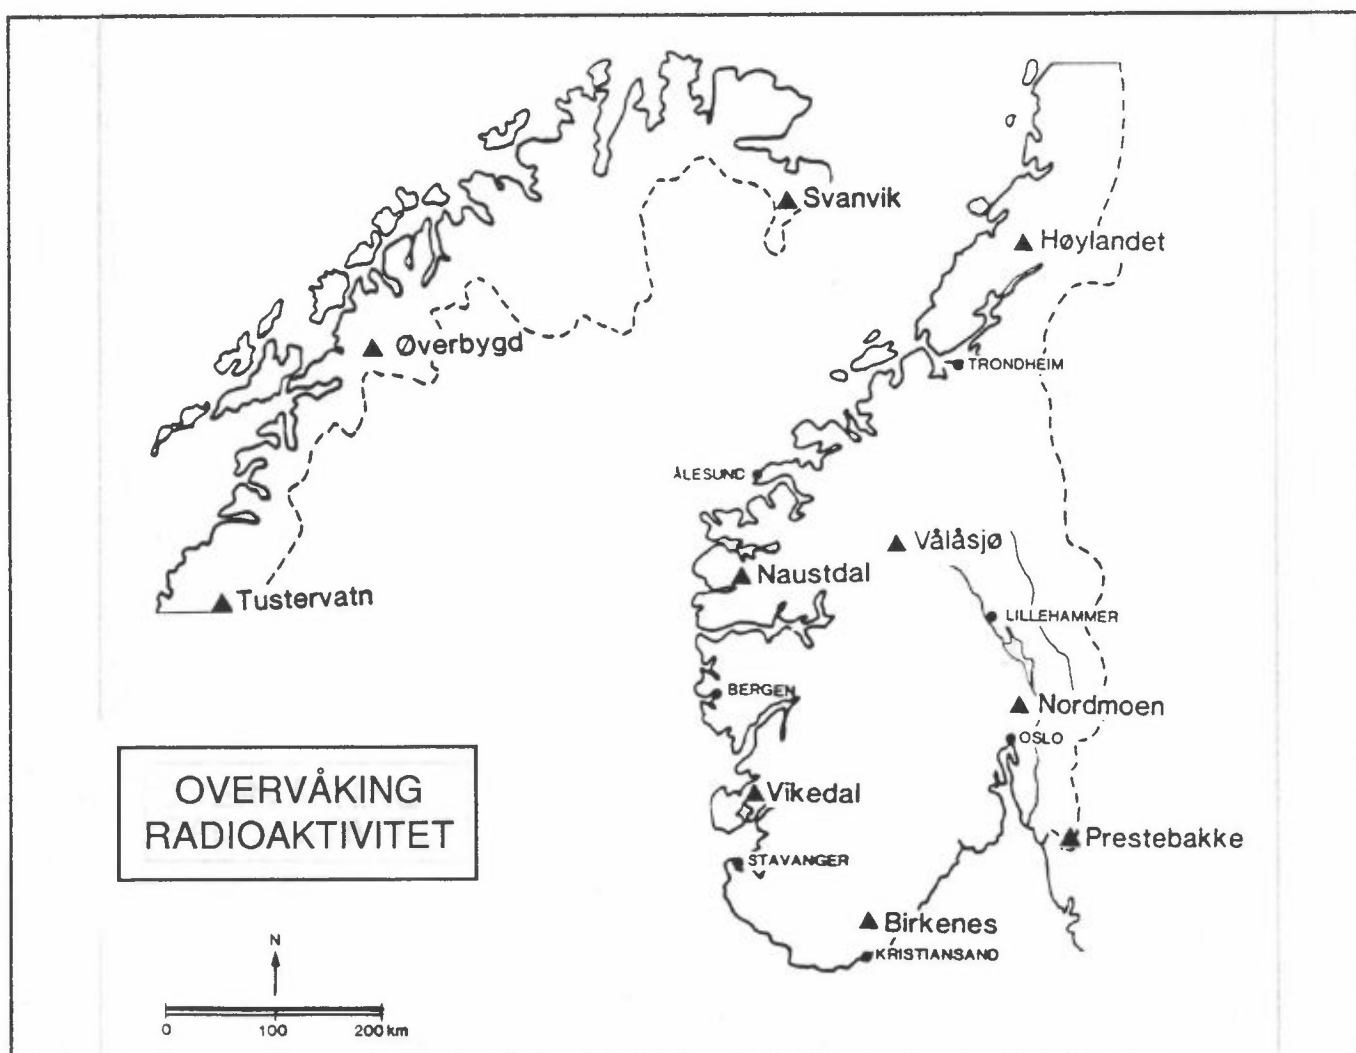 Svanvik
Høylandet
Øverbygd
TRONDHEIM
ÅLESUND
Vålåsjø
Naustdal
Tustervatn
LILLEHAMMER
BERGEN
Nordmoen
OSLO
OVERVÅKING
RADIOAKTIVITET
Vikedal
Prestebakke
STAVANGER
Birkenes
KRISTIANSAND
N
0 100 200 km